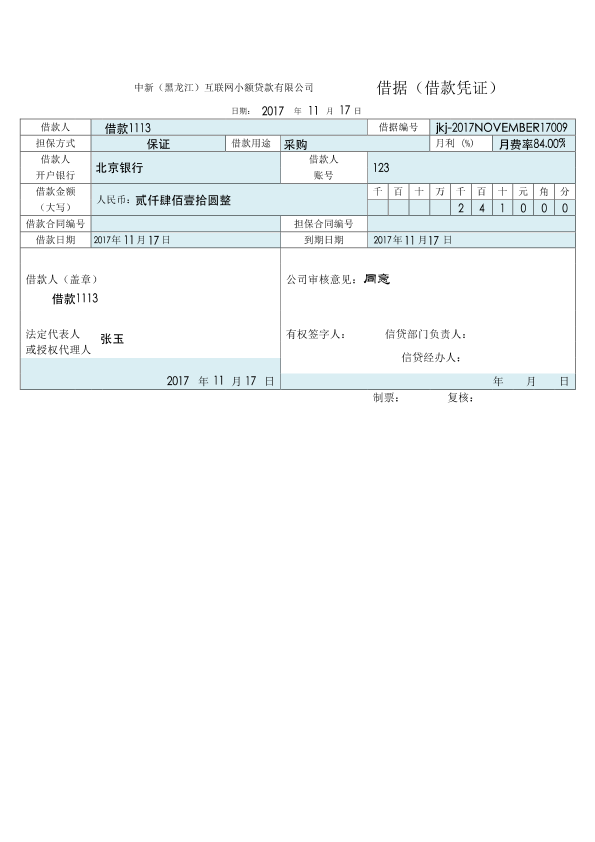 中新（黑龙江）互联网小额贷款有限公司 借据（借款凭证）
日期： 2017 年 11 月 17 日
借款人 借款1113 借据编号 jkj-2017NOVEMBER17009
担保方式 保证 借款用途 采购 月利（%） 月费率84.00%
借款人 北京银行 借款人 123
开户银行 账号
借款金额 人民币：贰仟肆佰壹拾圆整 千 百 十 万 千 百 十 元 角 分
（大写） 2 4 1 0 0 0
借款合同编号 担保合同编号
借款日期 2017年 11 月 17 日 到期日期 2017年 11 月 17 日
借款人（盖章） 公司审核意见：同意
借款1113
法定代表人 张玉 有权签字人： 信贷部门负责人：
或授权代理人
信贷经办人：
2017 年 11 月 17 日 年 月 日
制票： 复核：